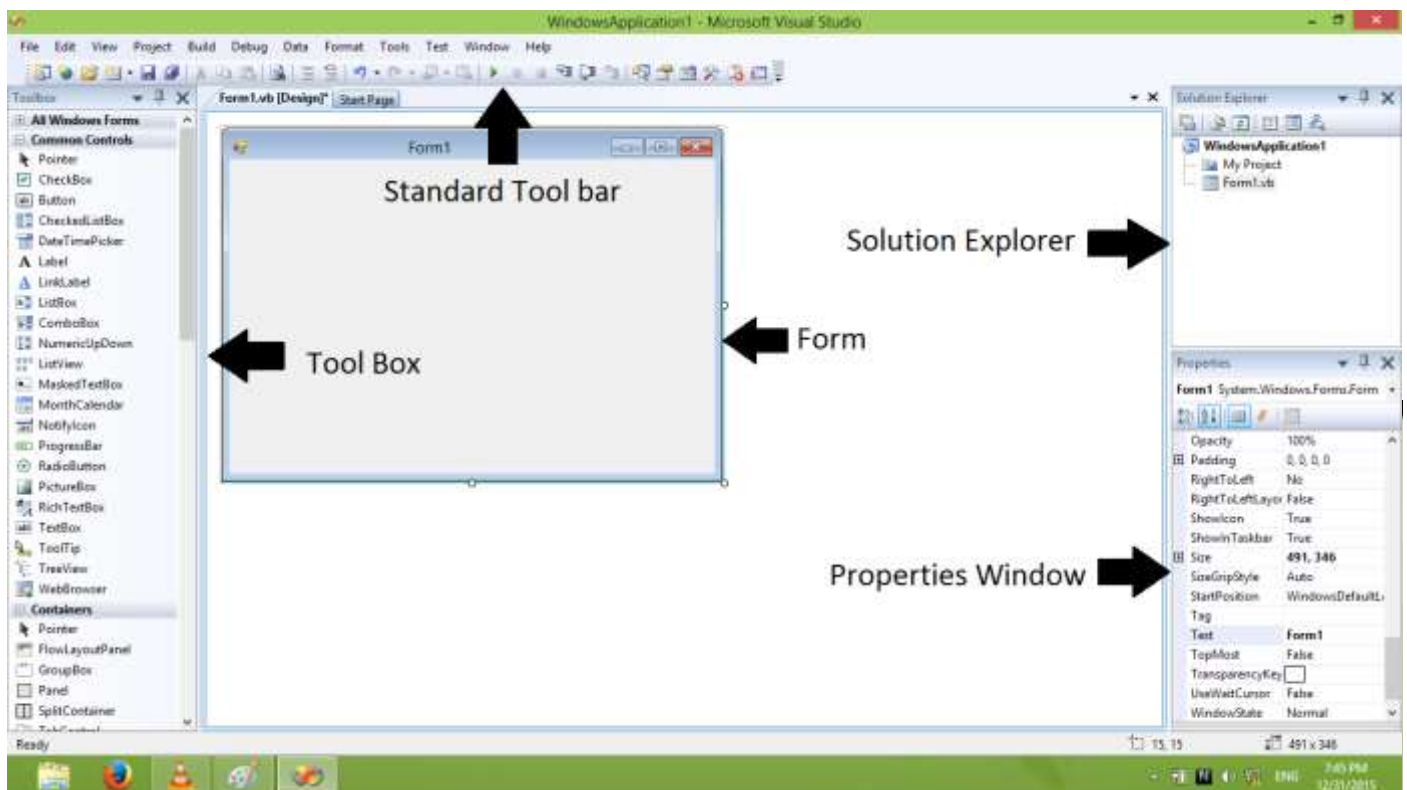 WindowsApplication1 - Microsoft Visual Studio
File Edit View Project Build Debug Data Format Tools Test Window Help
Toolbox
Form1.vb [Design]* Start Page
Solution Explorer
All Windows Forms
Common Controls
Pointer
CheckBox
Button
CheckedListBox
DateTimePicker
Label
LinkLabel
ListBox
ComboBox
NumericUpDown
ListView
MaskedTextBox
MonthCalendar
NotifyIcon
ProgressBar
RadioButton
PictureBox
RichTextBox
TextBox
ToolTip
TreeView
WebBrowser
Containers
Pointer
FlowLayoutPanel
GroupBox
Panel
SplitContainer
TabControl
Form1
Standard Tool bar
Tool Box
Form
Solution Explorer
Properties Window
WindowsApplication1
My Project
Form1.vb
Properties
Form1 System.Windows.Forms.Form
Opacity 100%
Padding 0, 0, 0, 0
RightToLeft No
RightToLeftLayou False
ShowIcon True
ShowInTaskbar True
Size 491, 346
SizeGripStyle Auto
StartPosition WindowsDefaultL
Tag
Text Form1
TopMost False
TransparencyKey
UseWaitCursor False
WindowState Normal
Ready
15, 15
491 x 346
ENG
7:45 PM
12/31/2015